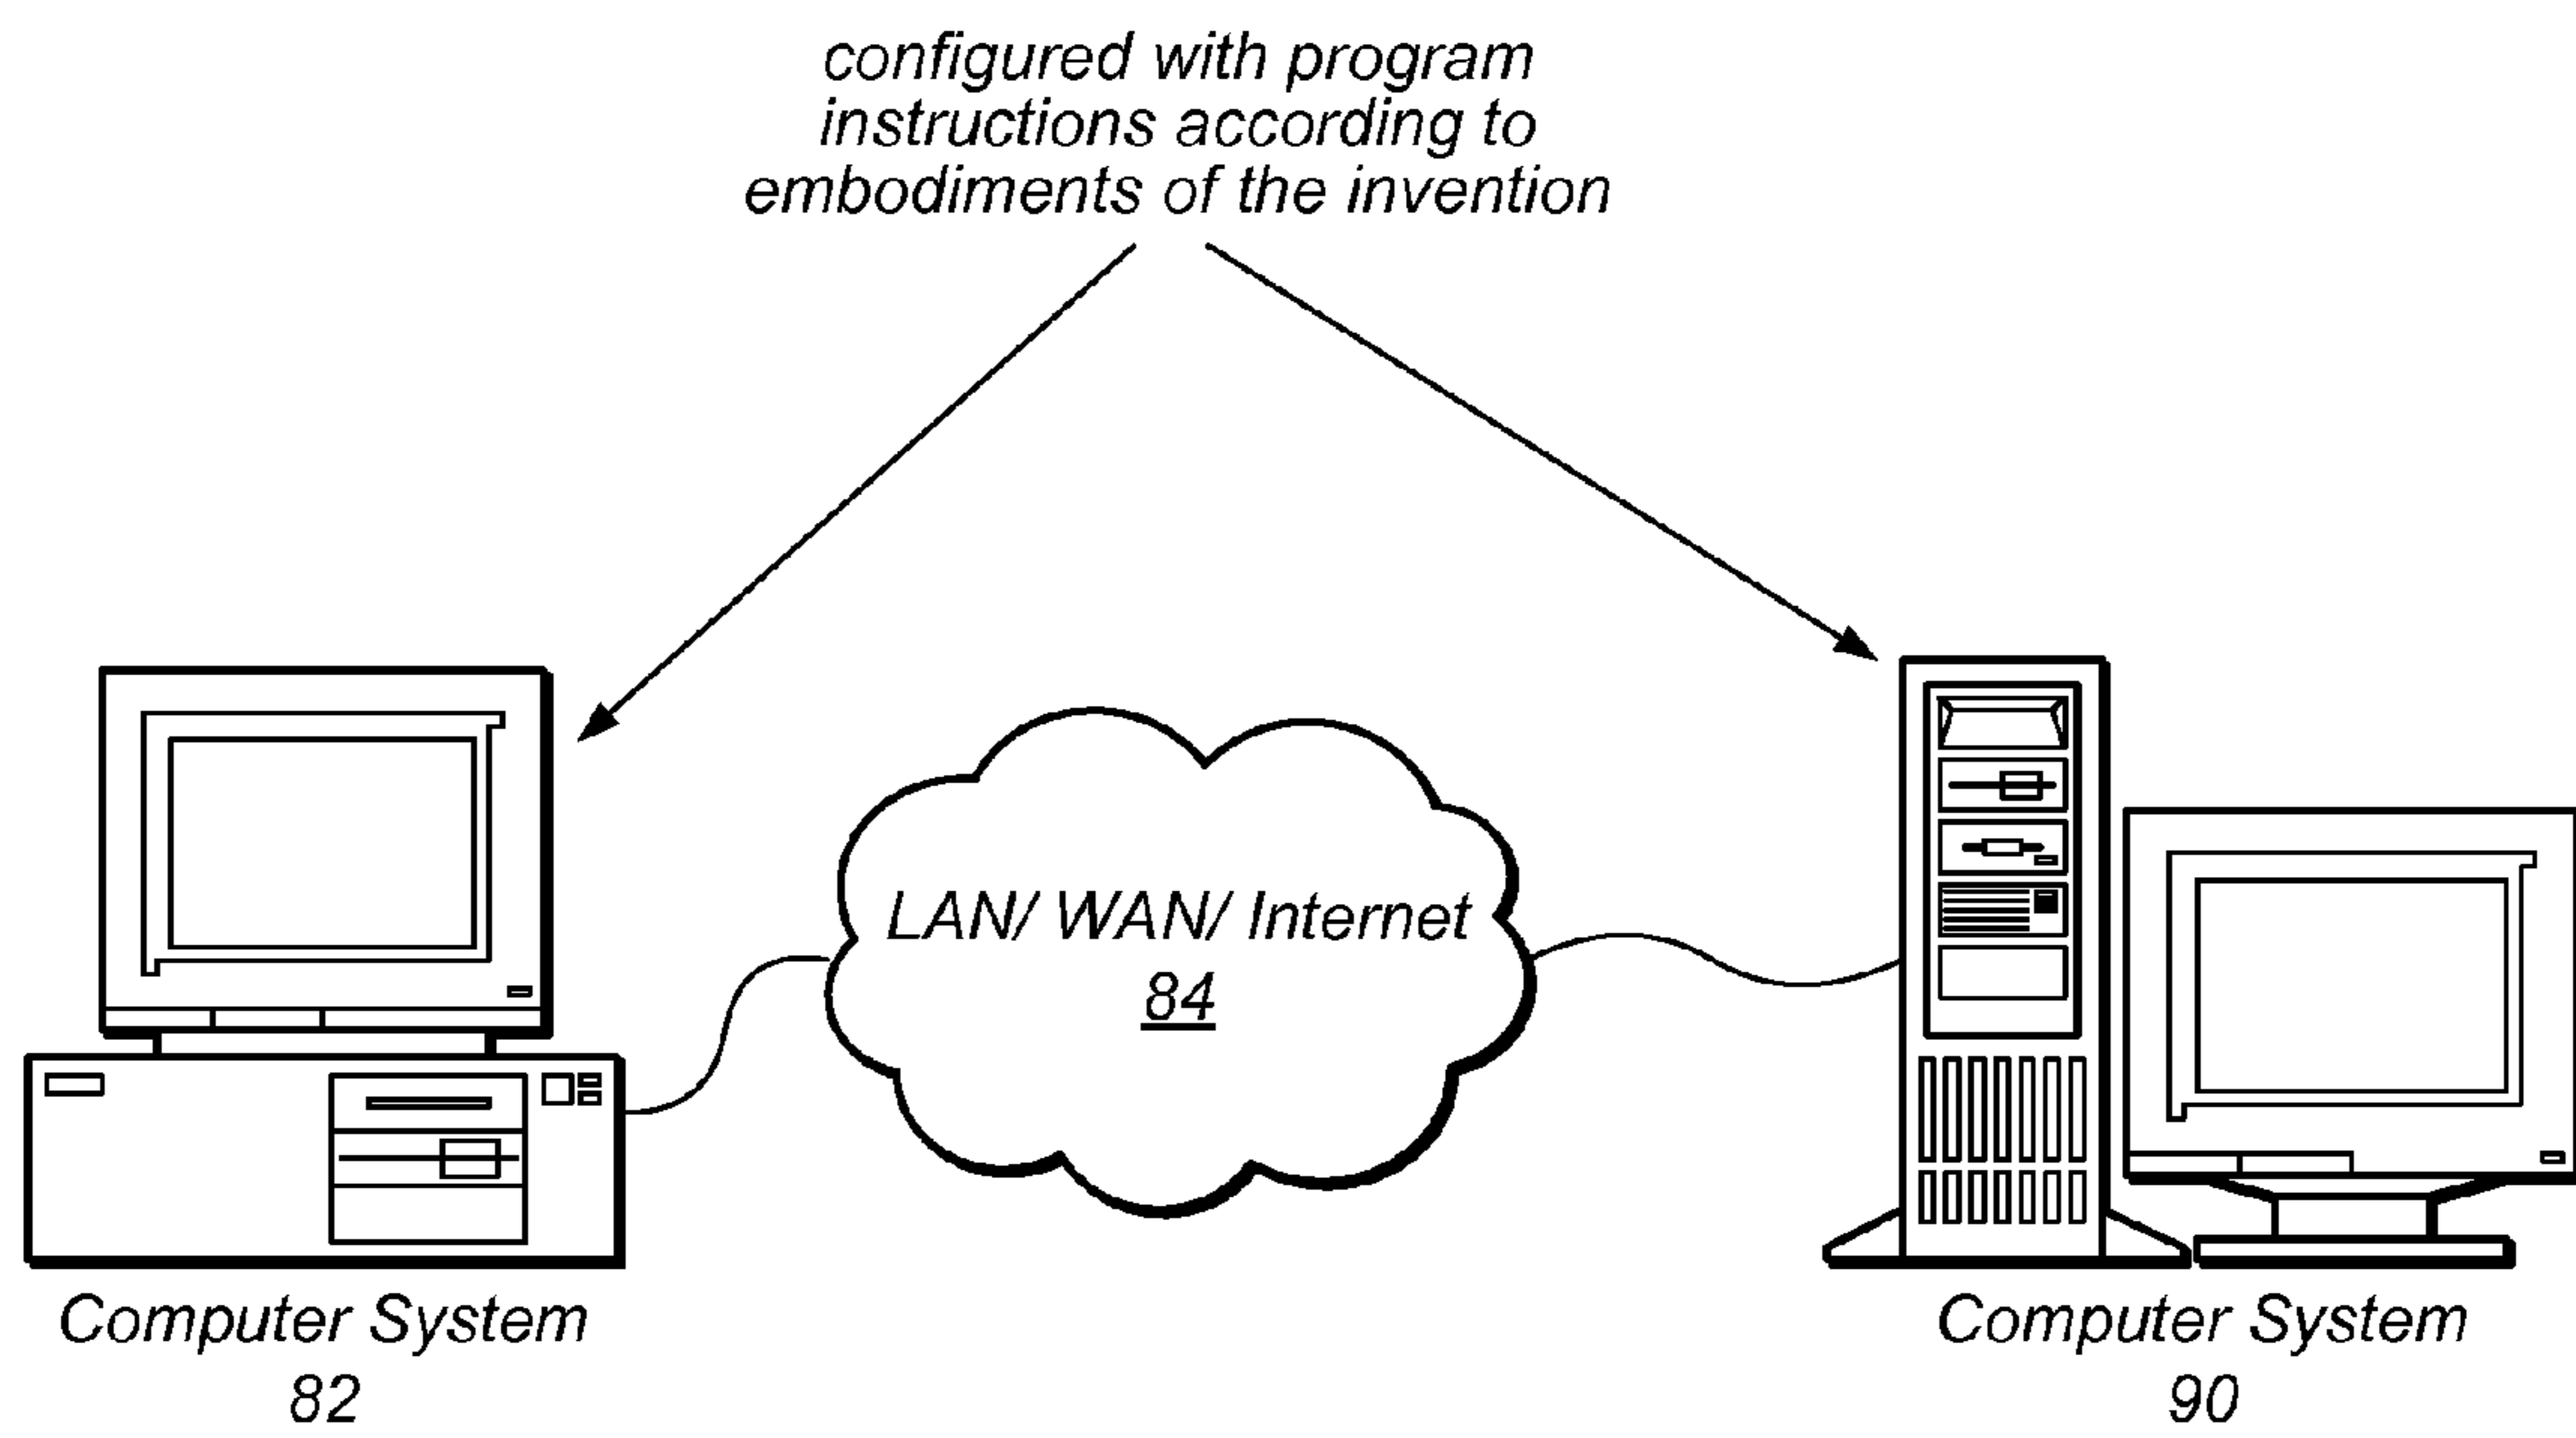 configured with program
instructions according to
embodiments of the invention
LAN/ WAN/ Internet
84
Computer System
82
Computer System
90